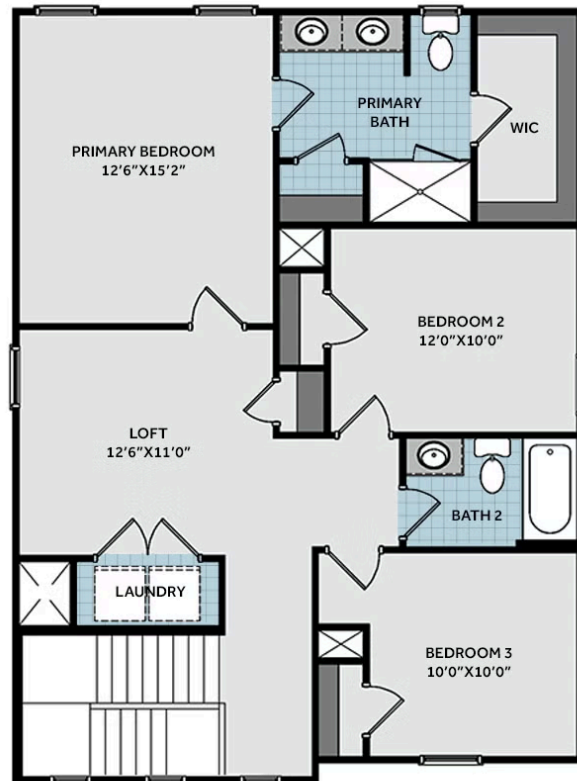 PRIMARY BEDROOM
12'6"X15'2"
PRIMARY
BATH
WIC
BEDROOM 2
12'0"X10'0"
LOFT
12'6"X11'0"
BATH 2
LAUNDRY
BEDROOM 3
10'0"X10'0"